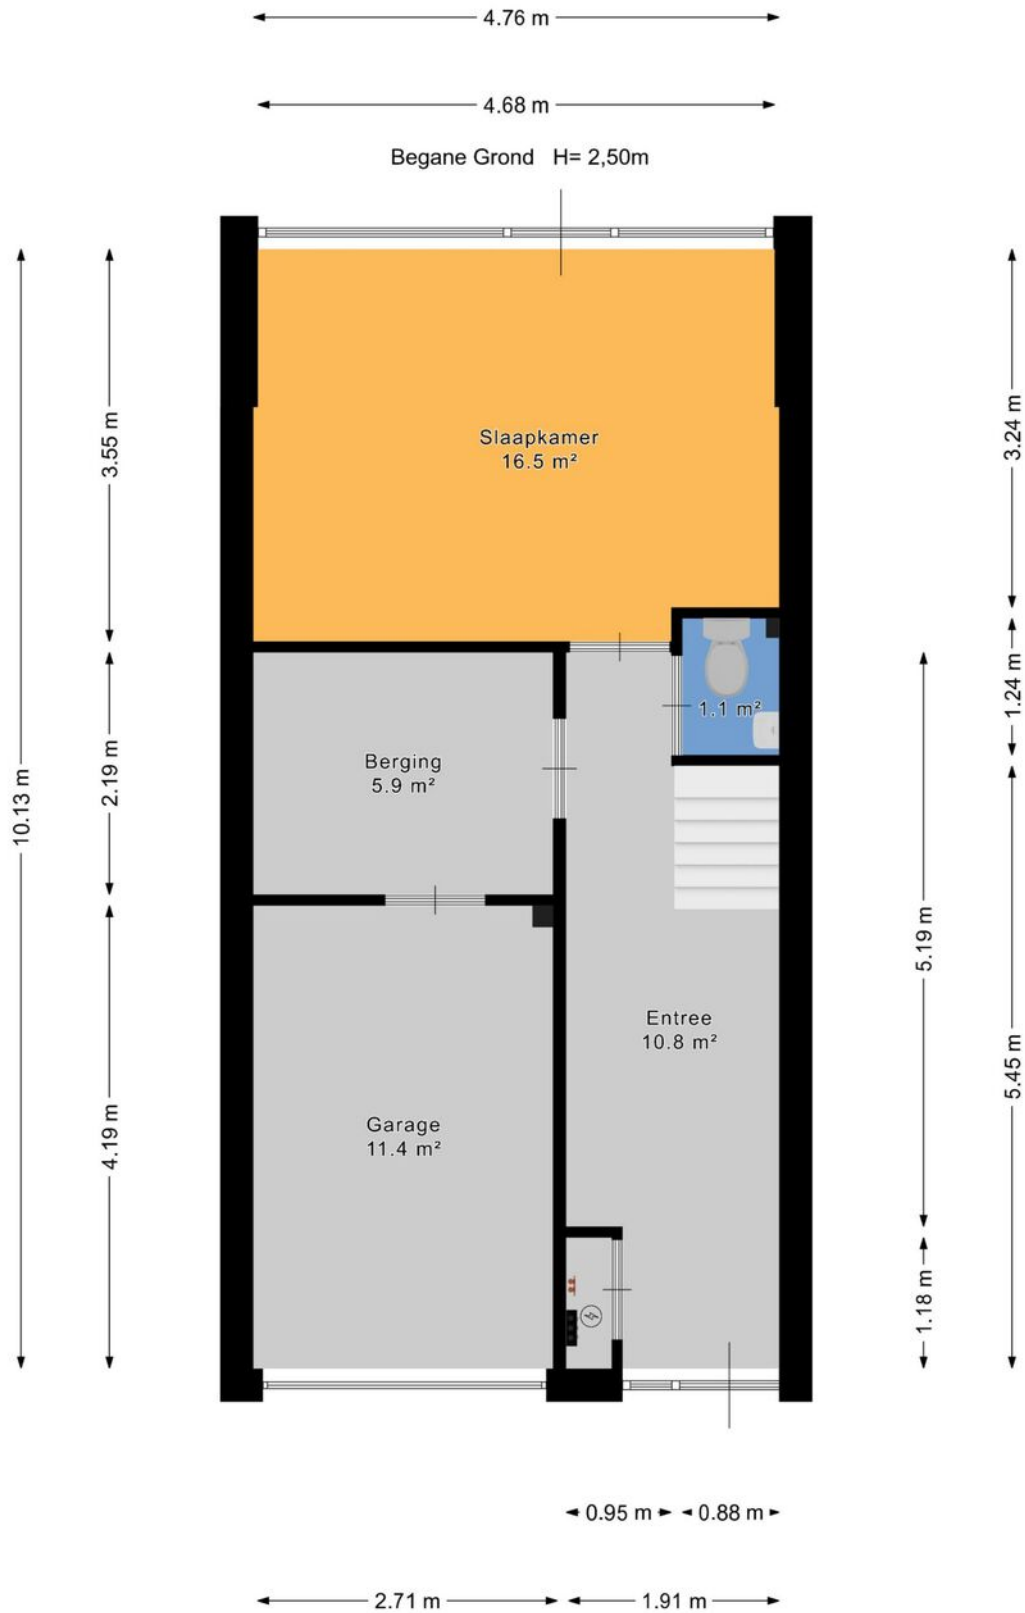 4.76 m
4.68 m
Begane Grond H= 2,50m
10.13 m
3.55 m
2.19 m
4.19 m
Slaapkamer
16.5 m²
1.1 m²
Berging
5.9 m²
Entree
10.8 m²
Garage
11.4 m²
3.24 m
1.24 m
5.19 m
5.45 m
1.18 m
0.95 m
0.88 m
2.71 m
1.91 m